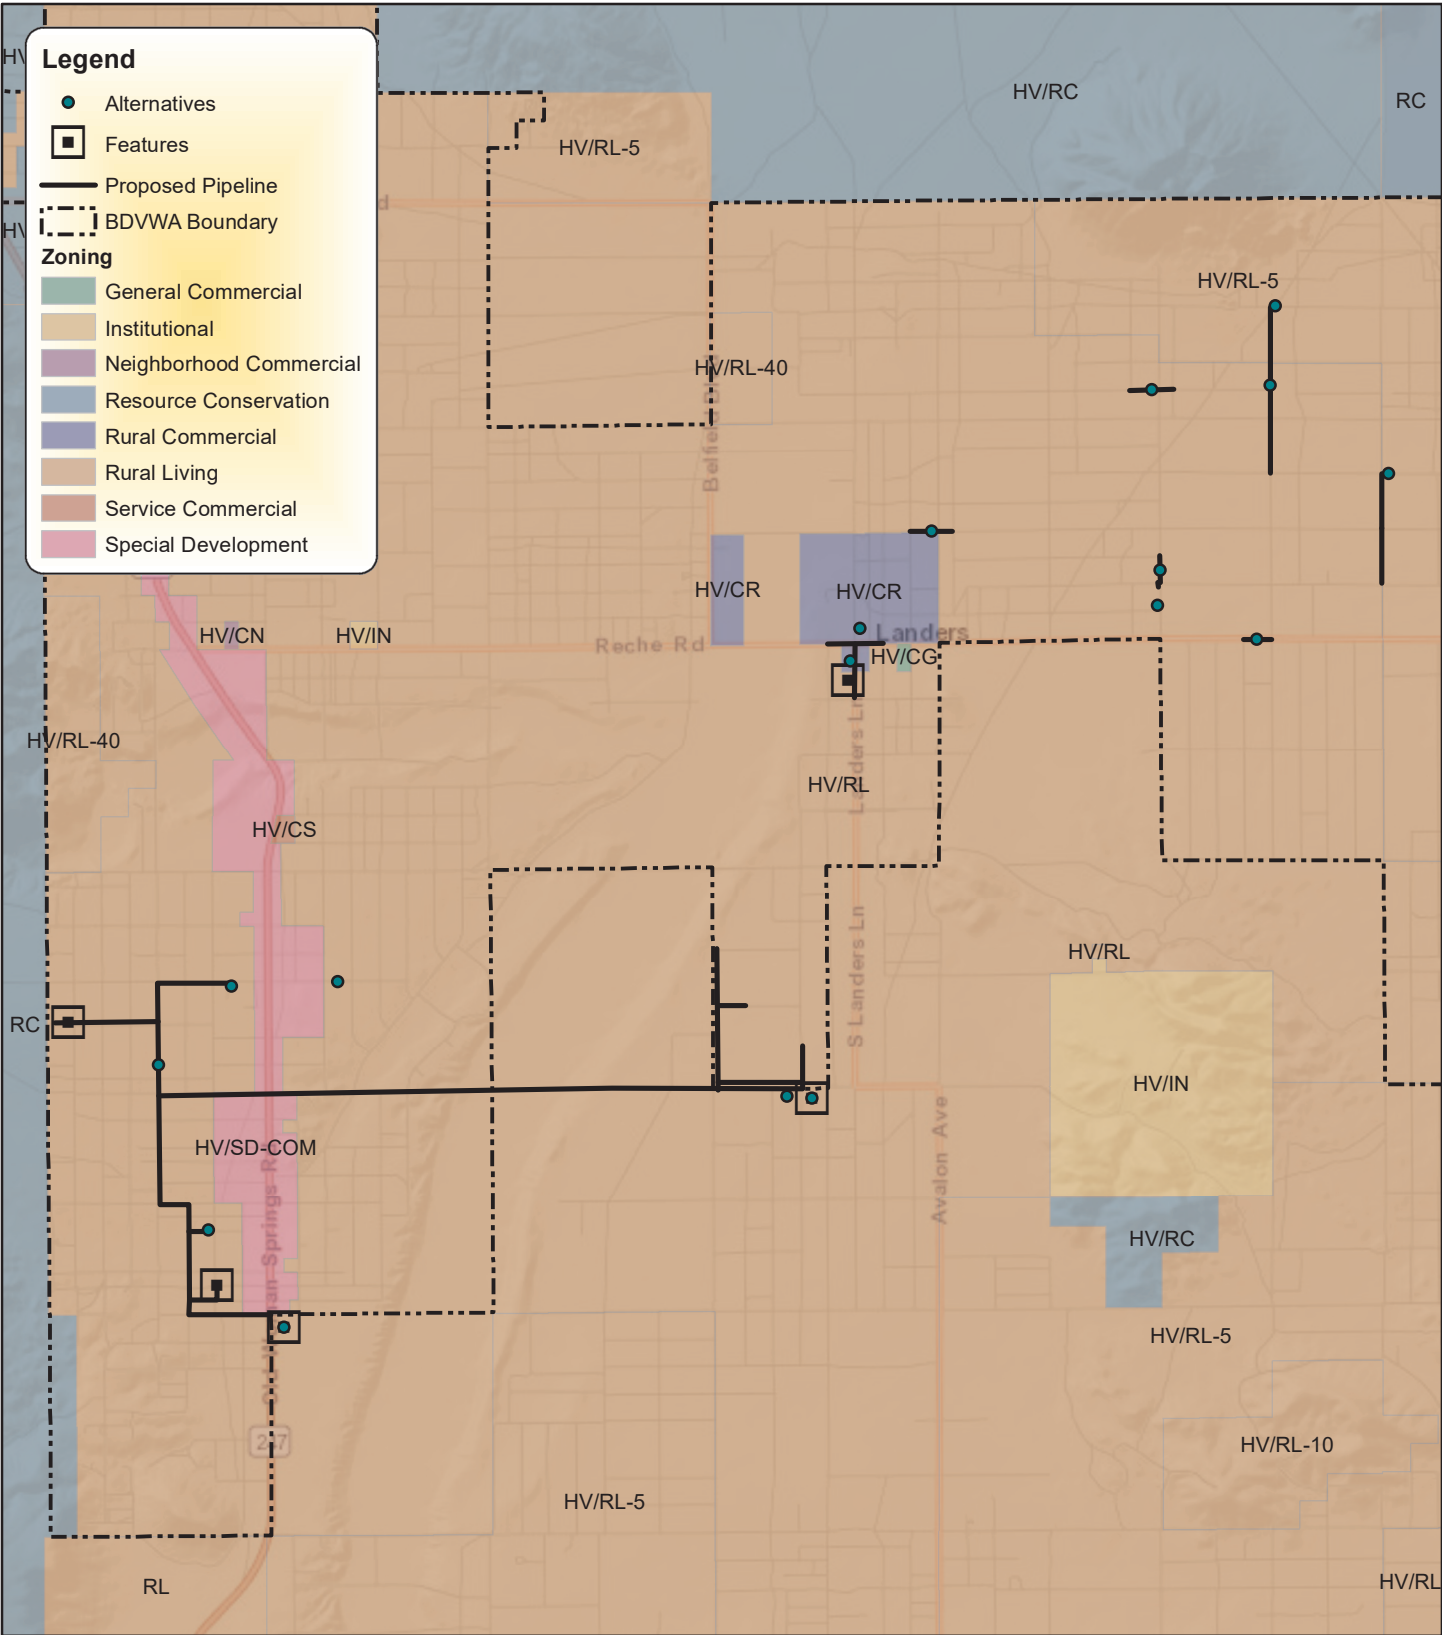 Legend
Alternatives
Features
Proposed Pipeline
BDVWA Boundary
Zoning
General Commercial
Institutional
Neighborhood Commercial
Resource Conservation
Rural Commercial
Rural Living
Service Commercial
Special Development
HV/RC
RC
HV/RL-5
d
HV/RL-5
HV/RL-40
HV/CR
HV/CR
HV/CN
HV/IN
Reche Rd
Landers
HV/CG
HV/RL-40
HV/RL
Landers Ln
HV/CS
HV/RL
S Landers Ln
RC
HV/IN
Avalon Ave
HV/SD-COM
HV/RC
HV/RL-5
247
HV/RL-10
HV/RL-5
RL
HV/RL